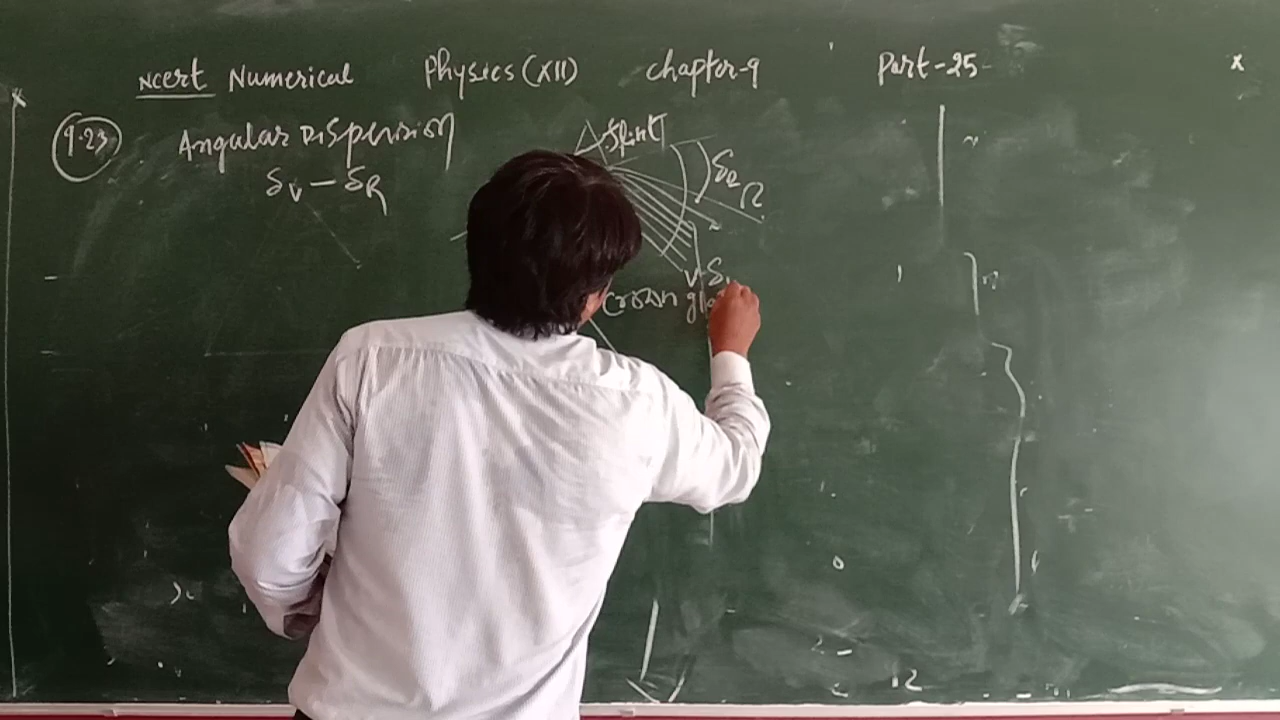 Ncert Numerical Physics (XII) chapter-9 Part-25
9.23 Angular Dispersion
δV – δR
flint
δR
R
V δ
crown gl